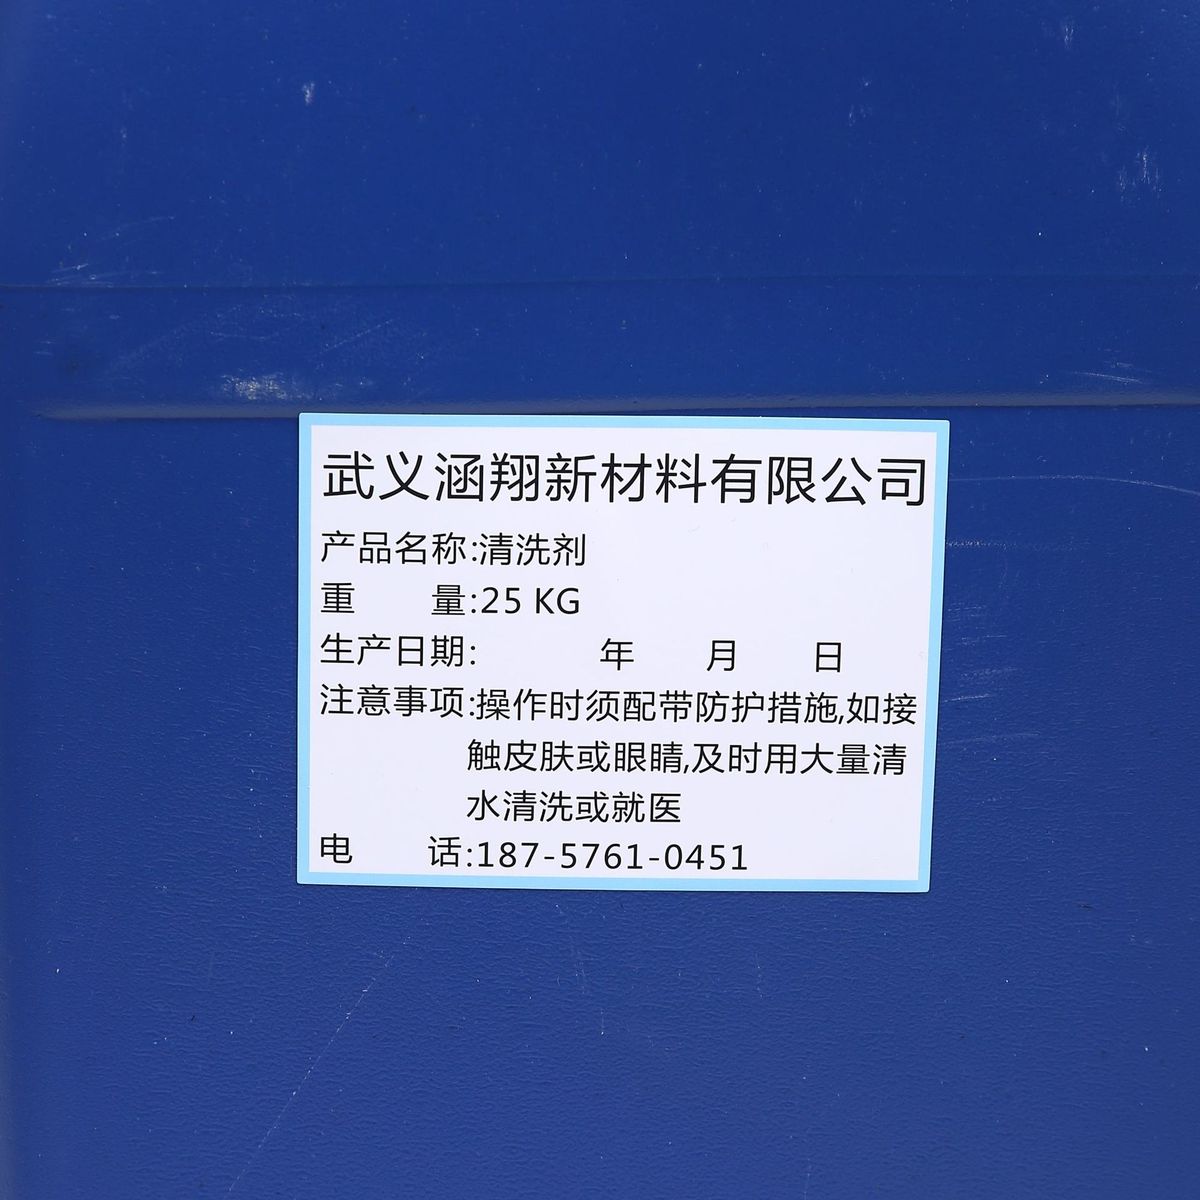 武义涵翔新材料有限公司
产品名称:清洗剂
重 量:25 KG
生产日期: 年 月 日
注意事项:操作时须配带防护措施,如接
触皮肤或眼睛,及时用大量清
水清洗或就医
电 话:187-5761-0451